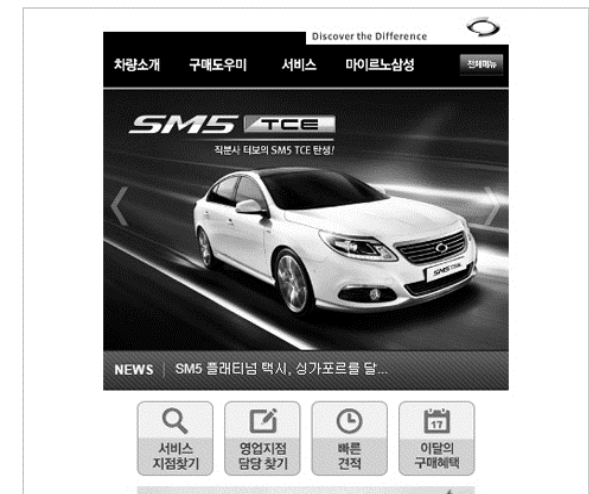 Discover the Difference
차량소개 구매도우미 서비스 마이르노삼성 전체메뉴
SM5 TCE
직분사 터보의 SM5 TCE 탄생!
SM5 TCE
NEWS | SM5 플래티넘 택시, 싱가포르를 달...
17
서비스 영업지점 빠른 이달의
지점찾기 담당 찾기 견적 구매혜택